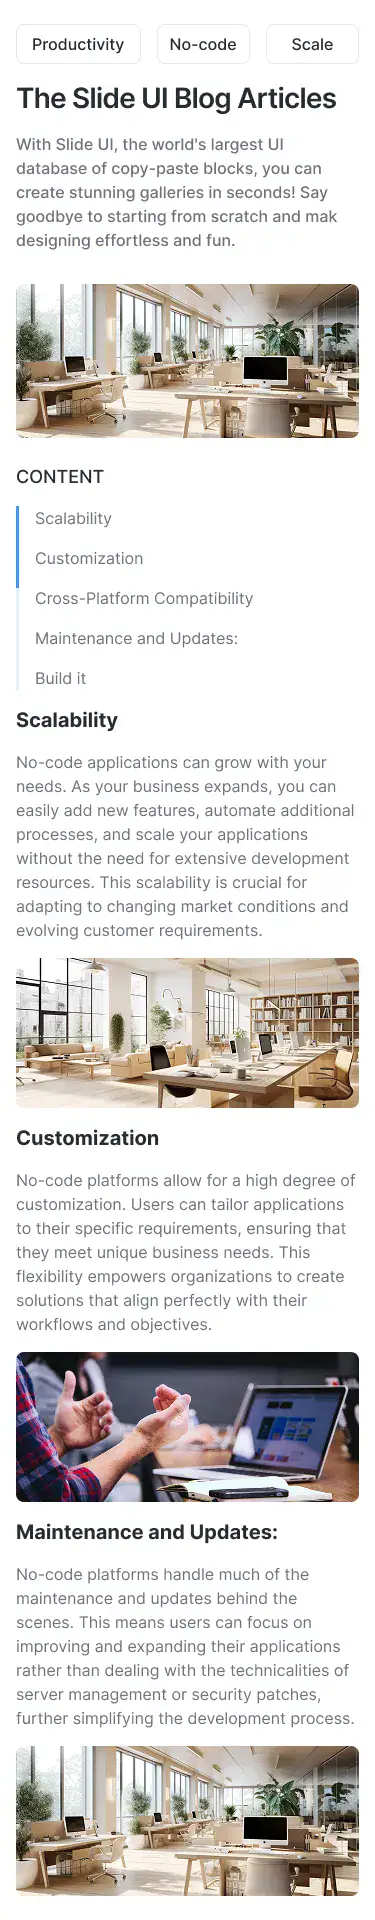 Productivity
No-code
Scale
The Slide UI Blog Articles
With Slide UI, the world's largest UI
database of copy-paste blocks, you can
create stunning galleries in seconds! Say
goodbye to starting from scratch and mak
designing effortless and fun.
CONTENT
Scalability
Customization
Cross-Platform Compatibility
Maintenance and Updates:
Build it
Scalability
No-code applications can grow with your
needs. As your business expands, you can
easily add new features, automate additional
processes, and scale your applications
without the need for extensive development
resources. This scalability is crucial for
adapting to changing market conditions and
evolving customer requirements.
Customization
No-code platforms allow for a high degree of
customization. Users can tailor applications
to their specific requirements, ensuring that
they meet unique business needs. This
flexibility empowers organizations to create
solutions that align perfectly with their
workflows and objectives.
Maintenance and Updates:
No-code platforms handle much of the
maintenance and updates behind the
scenes. This means users can focus on
improving and expanding their applications
rather than dealing with the technicalities of
server management or security patches,
further simplifying the development process.